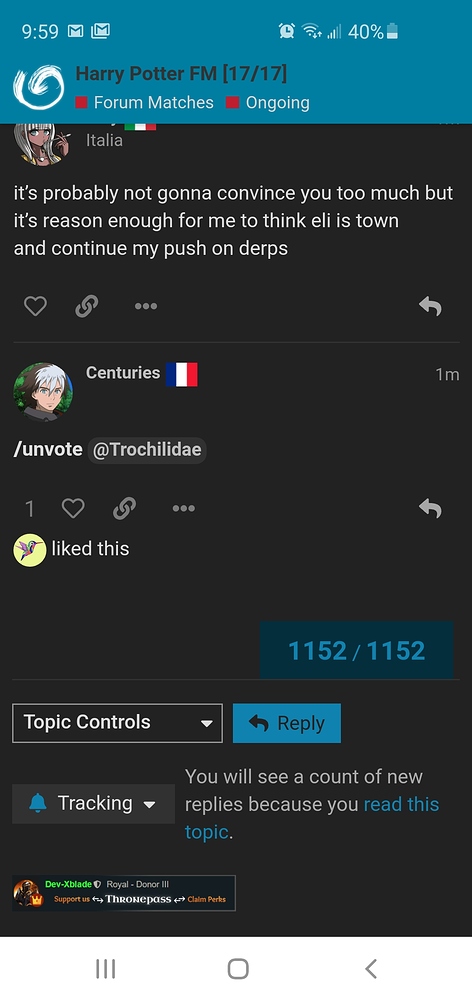 9:59 40%
Harry Potter FM [17/17]
Forum Matches Ongoing
Italia
it's probably not gonna convince you too much but
it's reason enough for me to think eli is town
and continue my push on derps
Centuries 1m
/unvote @Trochilidae
1
liked this
1152 / 1152
Topic Controls Reply
Tracking You will see a count of new
replies because you read this
topic.
Dev-Xblade Royal - Donor III
Support us Thronepass Claim Perks